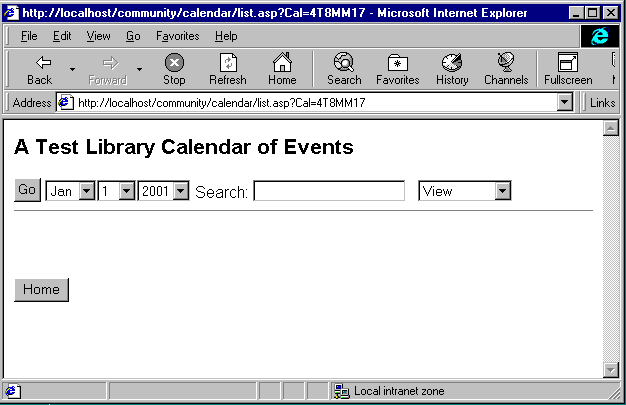 http://localhost/community/calendar/list.asp?Cal=4T8MM17 - Microsoft Internet Explorer
File Edit View Go Favorites Help
Back Forward Stop Refresh Home Search Favorites History Channels Fullscreen
Address http://localhost/community/calendar/list.asp?Cal=4T8MM17 Links
A Test Library Calendar of Events
Go Jan 1 2001 Search: View
Home
Local intranet zone